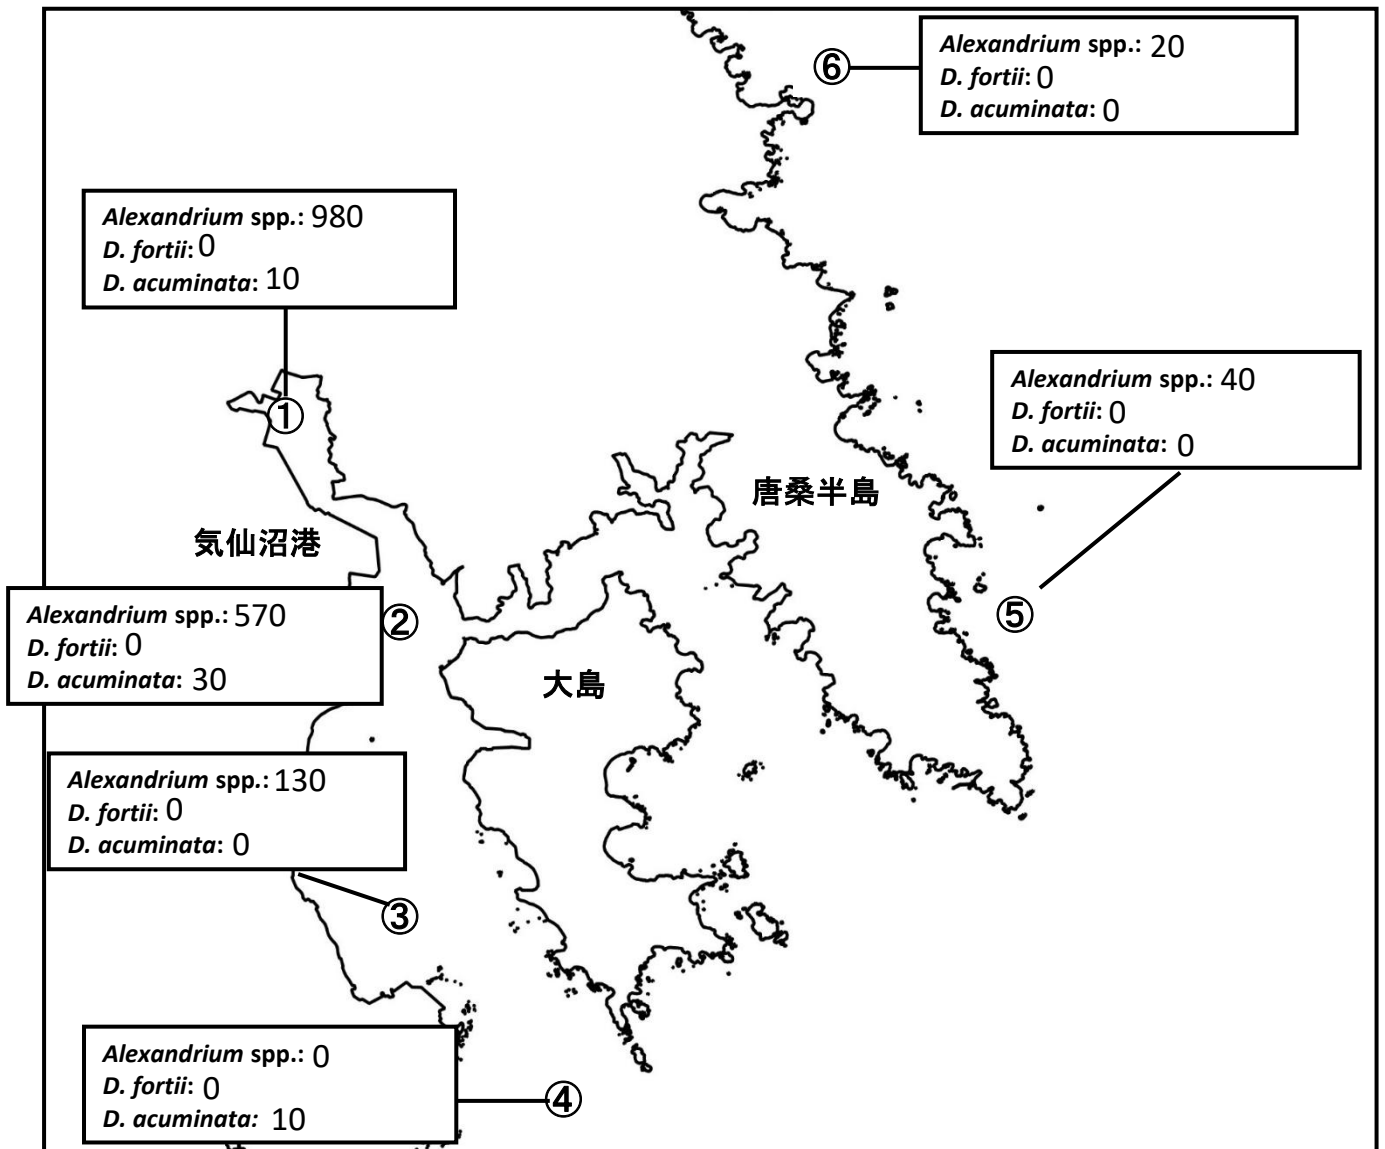 ⑥
Alexandrium spp.: 20
D. fortii: 0
D. acuminata: 0
Alexandrium spp.: 980
D. fortii: 0
D. acuminata: 10
①
Alexandrium spp.: 40
D. fortii: 0
D. acuminata: 0
唐桑半島
気仙沼港
⑤
Alexandrium spp.: 570
D. fortii: 0
D. acuminata: 30
②
大島
Alexandrium spp.: 130
D. fortii: 0
D. acuminata: 0
③
Alexandrium spp.: 0
D. fortii: 0
D. acuminata: 10
④